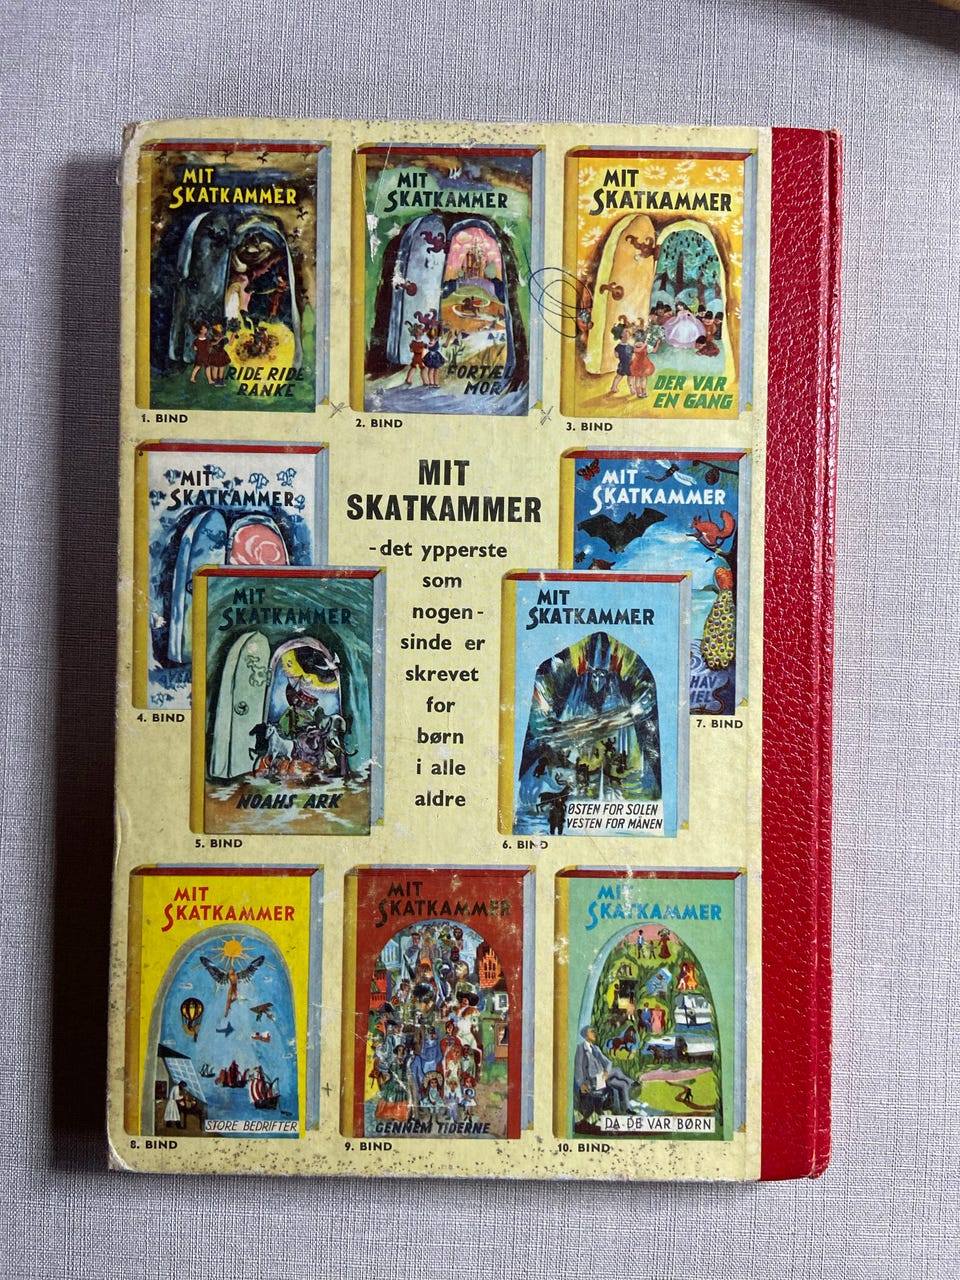 MIT
SKATKAMMER
RIDE RIDE
RANKE
1. BIND
MIT
SKATKAMMER
FORTÆL
MOR
2. BIND
MIT
SKATKAMMER
DER VAR
EN GANG
3. BIND
MIT
SKATKAMMER
4. BIND
MIT
SKATKAMMER
-det ypperste
som
nogen-
sinde er
skrevet
for
børn
i alle
aldre
MIT
SKATKAMMER
HAV
7. BIND
MIT
SKATKAMMER
NOAHS ARK
5. BIND
MIT
SKATKAMMER
ØSTEN FOR SOLEN
VESTEN FOR MÅNEN
6. BIND
MIT
SKATKAMMER
STORE BEDRIFTER
8. BIND
MIT
SKATKAMMER
GENNEM TIDERNE
9. BIND
MIT
SKATKAMMER
DA DE VAR BØRN
10. BIND